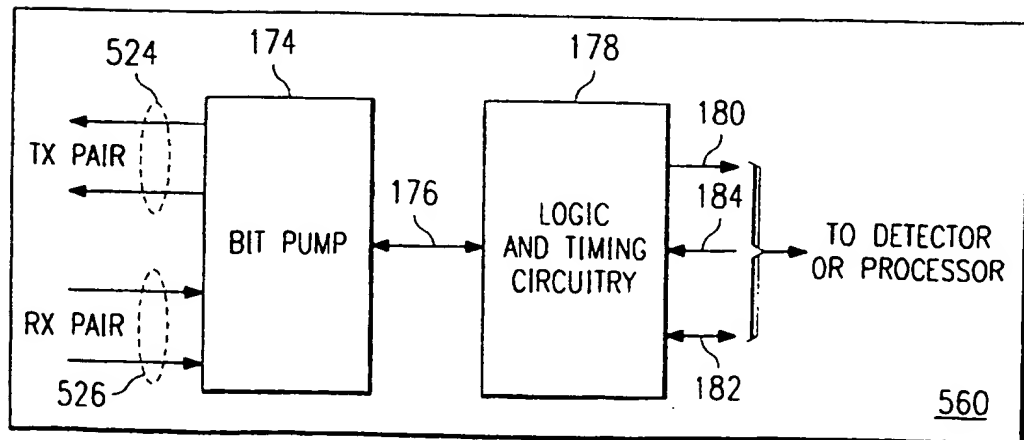 524
174
178
TX PAIR
BIT PUMP
176
LOGIC
AND TIMING
CIRCUITRY
180
184
182
TO DETECTOR
OR PROCESSOR
RX PAIR
526
560